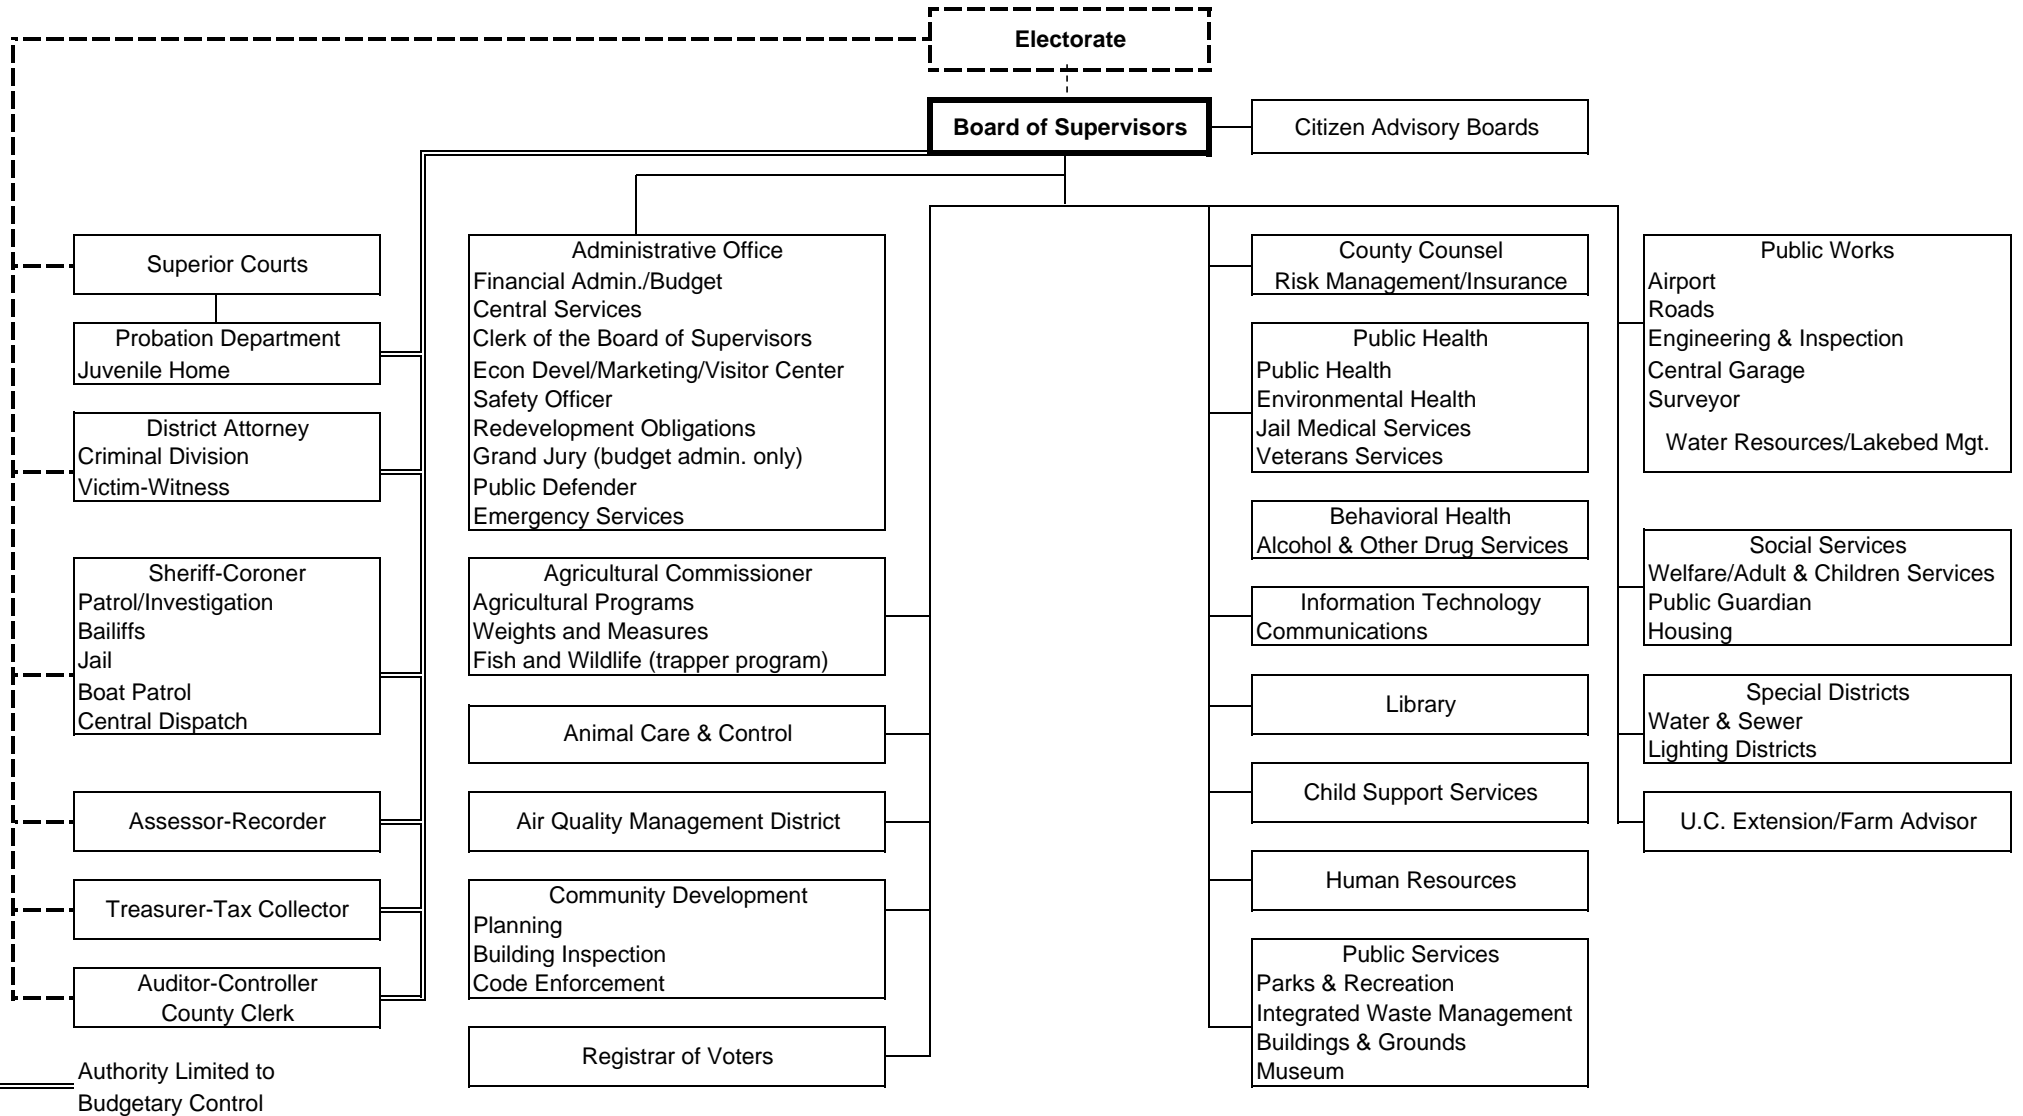 Electorate
Board of Supervisors
Citizen Advisory Boards
Superior Courts
Probation Department
Juvenile Home
District Attorney
Criminal Division
Victim-Witness
Sheriff-Coroner
Patrol/Investigation
Bailiffs
Jail
Boat Patrol
Central Dispatch
Assessor-Recorder
Treasurer-Tax Collector
Auditor-Controller
County Clerk
Authority Limited to
Budgetary Control
Administrative Office
Financial Admin./Budget
Central Services
Clerk of the Board of Supervisors
Econ Devel/Marketing/Visitor Center
Safety Officer
Redevelopment Obligations
Grand Jury (budget admin. only)
Public Defender
Emergency Services
Agricultural Commissioner
Agricultural Programs
Weights and Measures
Fish and Wildlife (trapper program)
Animal Care & Control
Air Quality Management District
Community Development
Planning
Building Inspection
Code Enforcement
Registrar of Voters
County Counsel
Risk Management/Insurance
Public Health
Public Health
Environmental Health
Jail Medical Services
Veterans Services
Behavioral Health
Alcohol & Other Drug Services
Information Technology
Communications
Library
Child Support Services
Human Resources
Public Services
Parks & Recreation
Integrated Waste Management
Buildings & Grounds
Museum
Public Works
Airport
Roads
Engineering & Inspection
Central Garage
Surveyor
Water Resources/Lakebed Mgt.
Social Services
Welfare/Adult & Children Services
Public Guardian
Housing
Special Districts
Water & Sewer
Lighting Districts
U.C. Extension/Farm Advisor